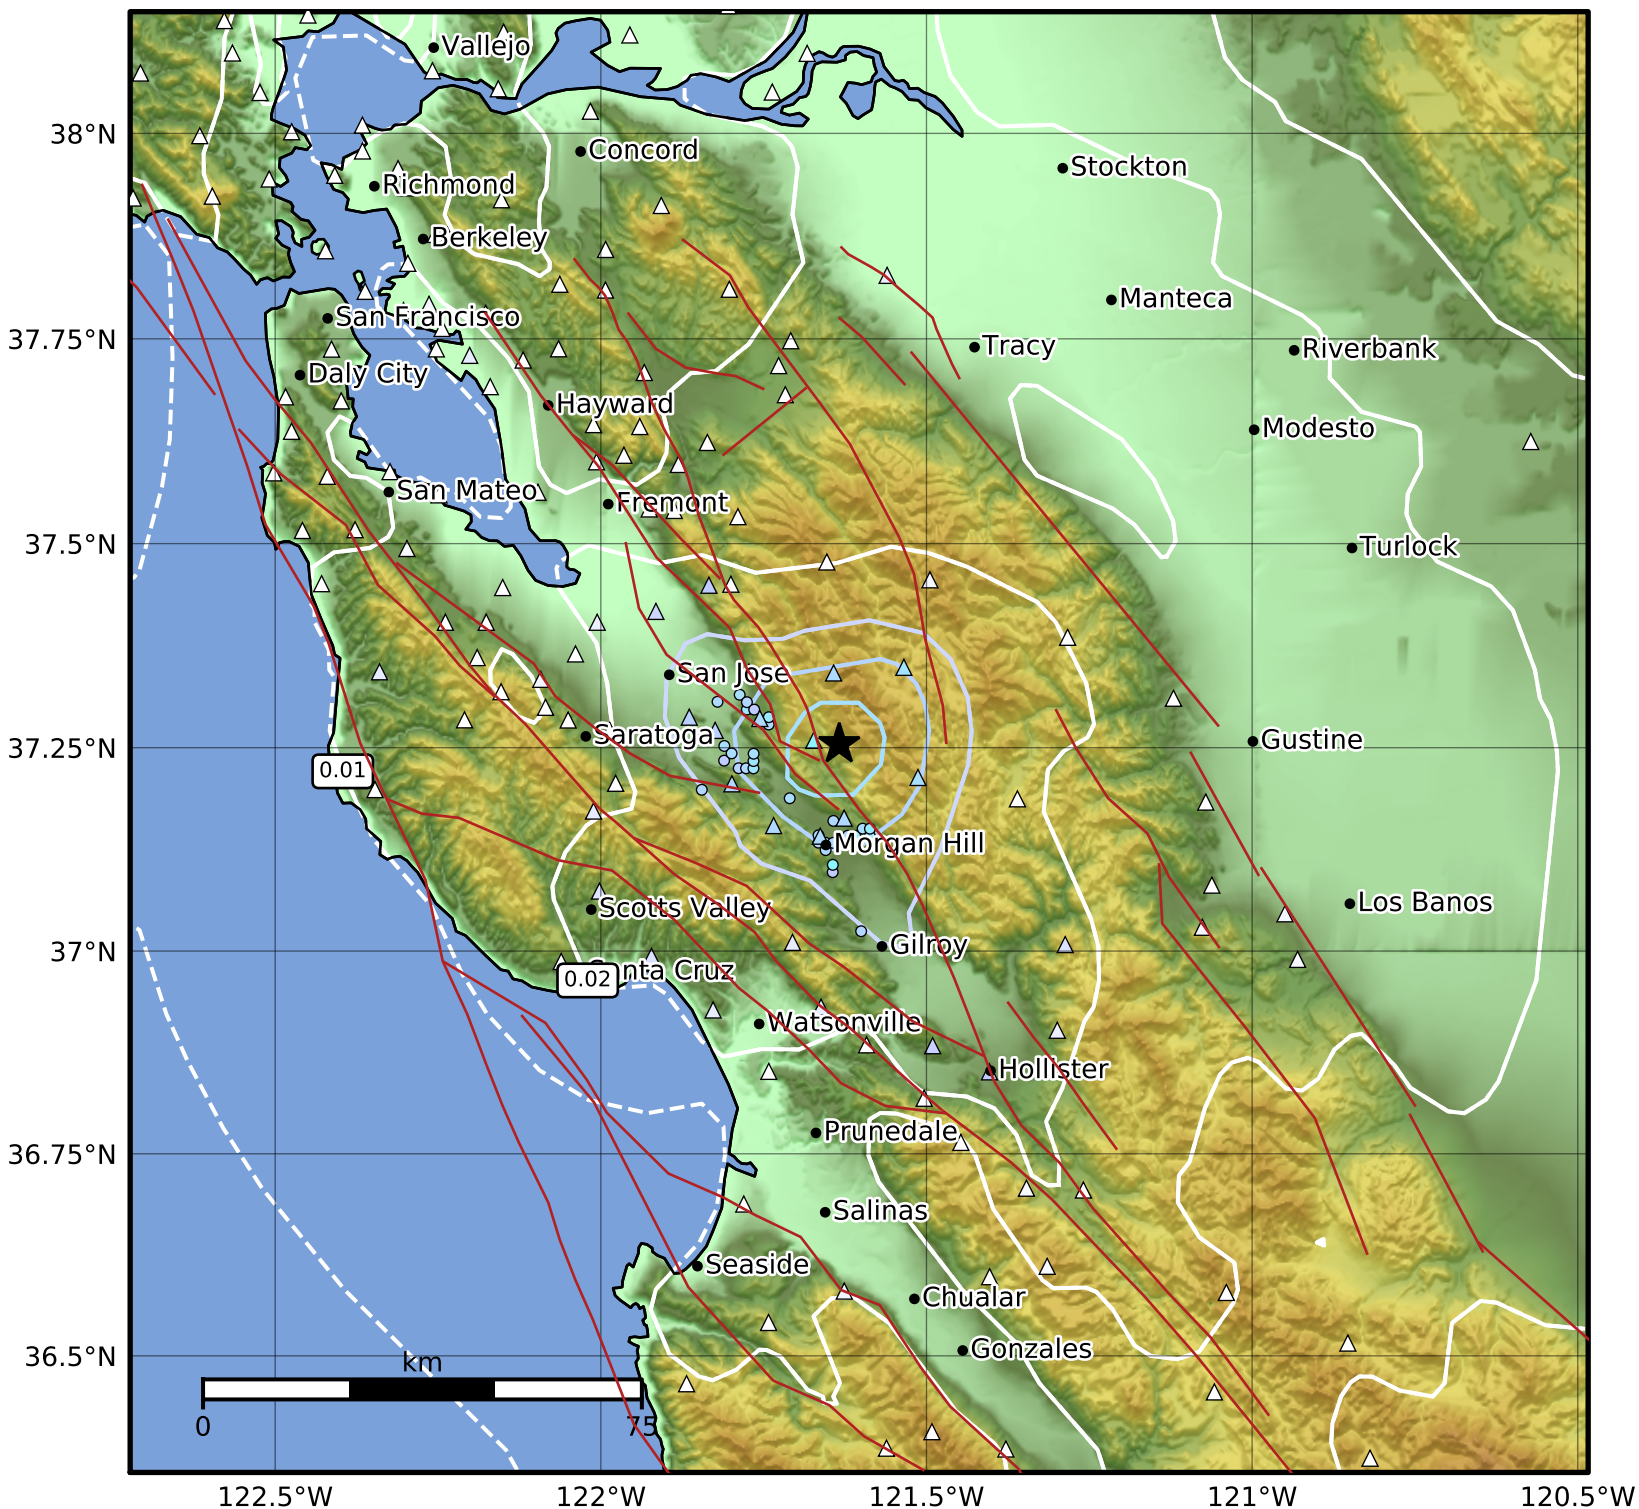 Vallejo
38°N
Concord
Stockton
Richmond
Berkeley
Manteca
San Francisco
37.75°N
Tracy
Riverbank
Daly City
Hayward
Modesto
San Mateo
Fremont
37.5°N
Turlock
San Jose
Saratoga
37.25°N
Gustine
0.01
Morgan Hill
Scotts Valley
Los Banos
Gilroy
37°N
0.02
anta Cruz
Watsonville
Hollister
Prunedale
36.75°N
Salinas
Seaside
Chualar
Gonzales
36.5°N
km
0
75
122.5°W
122°W
121.5°W
121°W
120.5°W